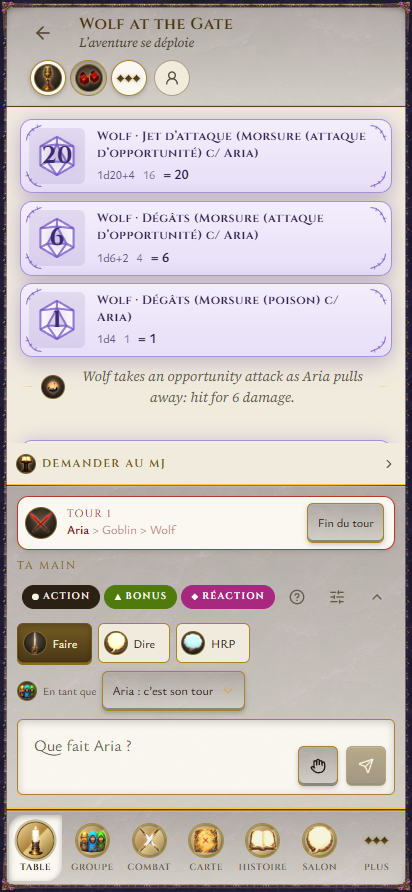 Wolf at the Gate
L'aventure se déploie
20
Wolf · Jet d'attaque (Morsure (attaque
d'opportunité) c/ Aria)
1d20+4 16 = 20
6
Wolf · Dégâts (Morsure (attaque
d'opportunité) c/ Aria)
1d6+2 4 = 6
1
Wolf · Dégâts (Morsure (poison) c/
Aria)
1d4 1 = 1
Wolf takes an opportunity attack as Aria pulls
away: hit for 6 damage.
DEMANDER AU MJ
TOUR 1
Aria > Goblin > Wolf
Fin du tour
TA MAIN
ACTION
BONUS
RÉACTION
Faire
Dire
HRP
En tant que
Aria : c'est son tour
Que fait Aria ?
TABLE
GROUPE
COMBAT
CARTE
HISTOIRE
SALON
PLUS